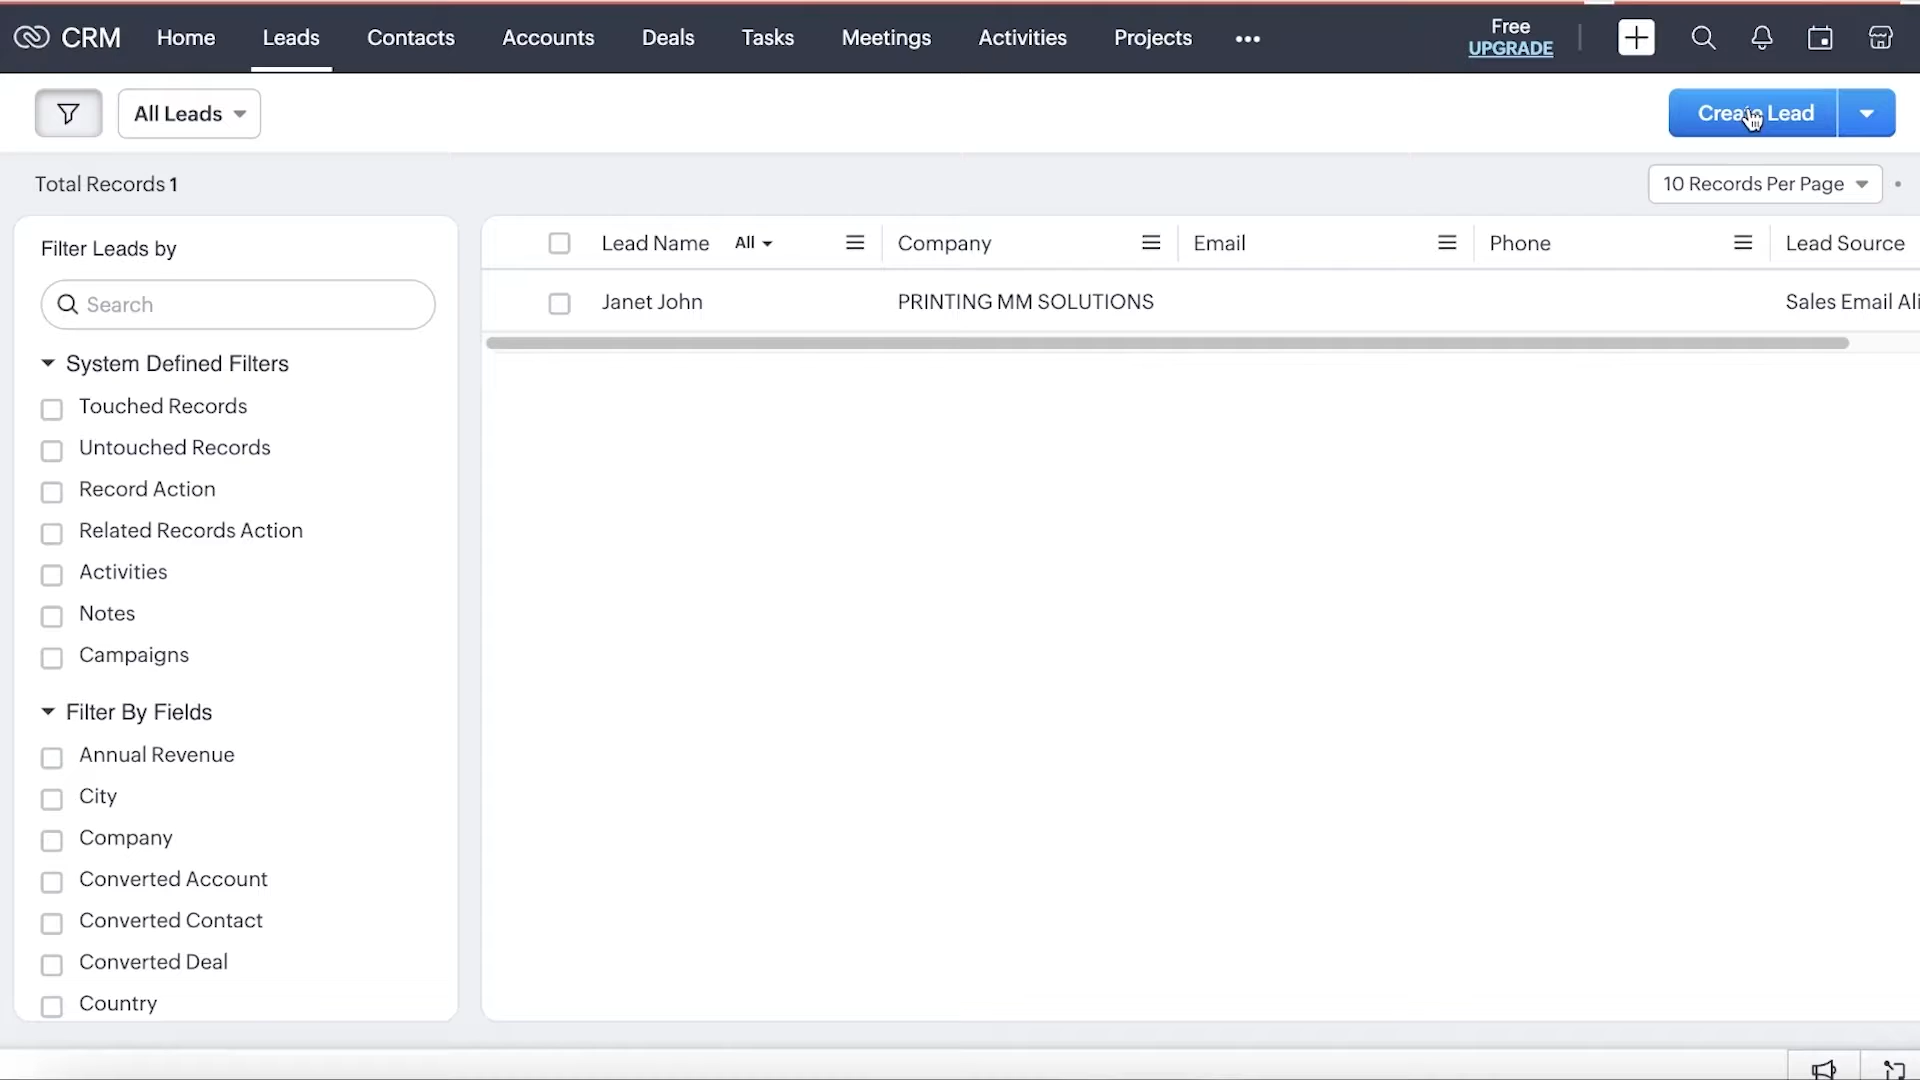 CRM Home Leads Contacts Accounts Deals Tasks Meetings Activities Projects
Free
UPGRADE
All Leads
Create Lead
Total Records 1
10 Records Per Page
Filter Leads by
Search
System Defined Filters
Touched Records
Untouched Records
Record Action
Related Records Action
Activities
Notes
Campaigns
Filter By Fields
Annual Revenue
City
Company
Converted Account
Converted Contact
Converted Deal
Country
Lead Name All Company Email Phone Lead Source
Janet John PRINTING MM SOLUTIONS Sales Email Ali